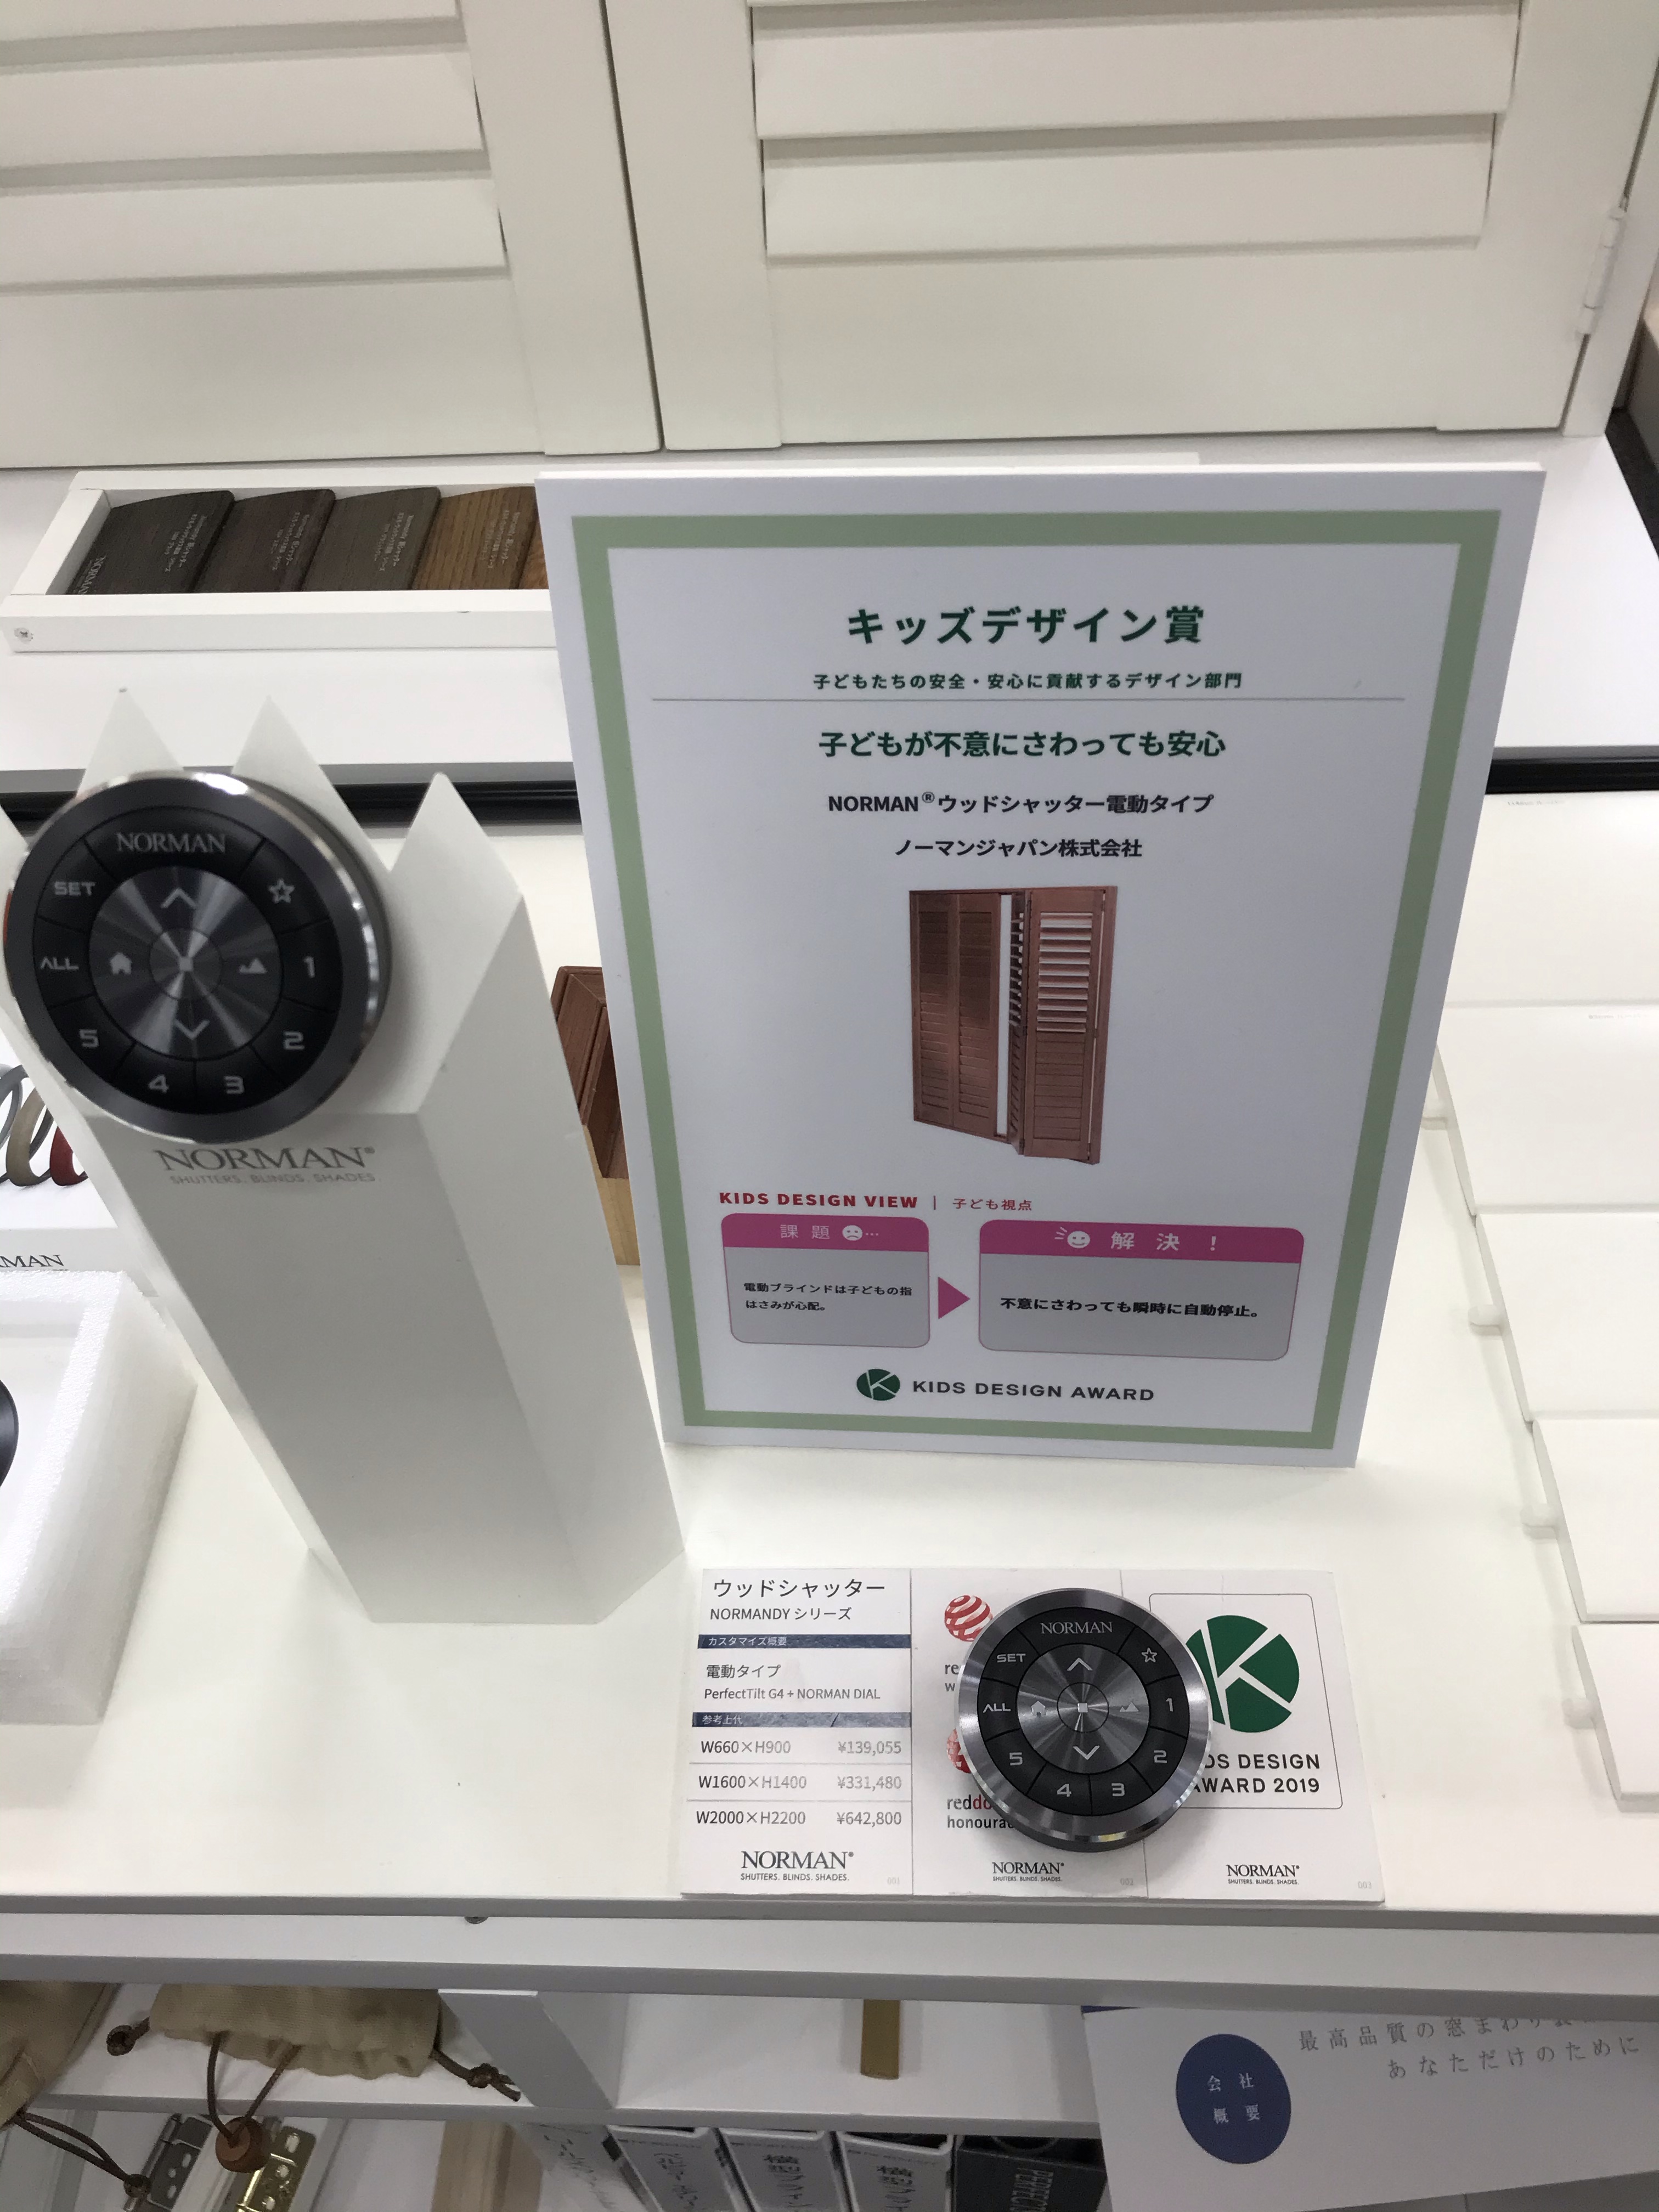 キッズデザイン賞
子どもたちの安全・安心に貢献するデザイン部門
子どもが不意にさわっても安心
NORMAN®ウッドシャッター電動タイプ
ノーマンジャパン株式会社
KIDS DESIGN VIEW | 子ども視点
課題
電動ブラインドは子どもの指
はさみが心配。
解決!
不意にさわっても瞬時に自動停止。
KIDS DESIGN AWARD
NORMAN
SET
ALL
1
2
3
4
5
NORMAN®
SHUTTERS. BLINDS. SHADES.
MAN
ウッドシャッター
NORMANDY シリーズ
カスタマイズ概要
電動タイプ
PerfectTilt G4 + NORMAN DIAL
参考上代
W660×H900 ¥139,055
W1600×H1400 ¥331,480
W2000×H2200 ¥642,800
NORMAN®
SHUTTERS. BLINDS. SHADES.
001
re
w
reddo
honoura
NORMAN®
SHUTTERS. BLINDS. SHADES.
002
NORMAN
SET
ALL
1
2
3
4
5
DS DESIGN
AWARD 2019
NORMAN®
SHUTTERS. BLINDS. SHADES.
003
最高品質の窓まわり
あなただけのために
会社
概要